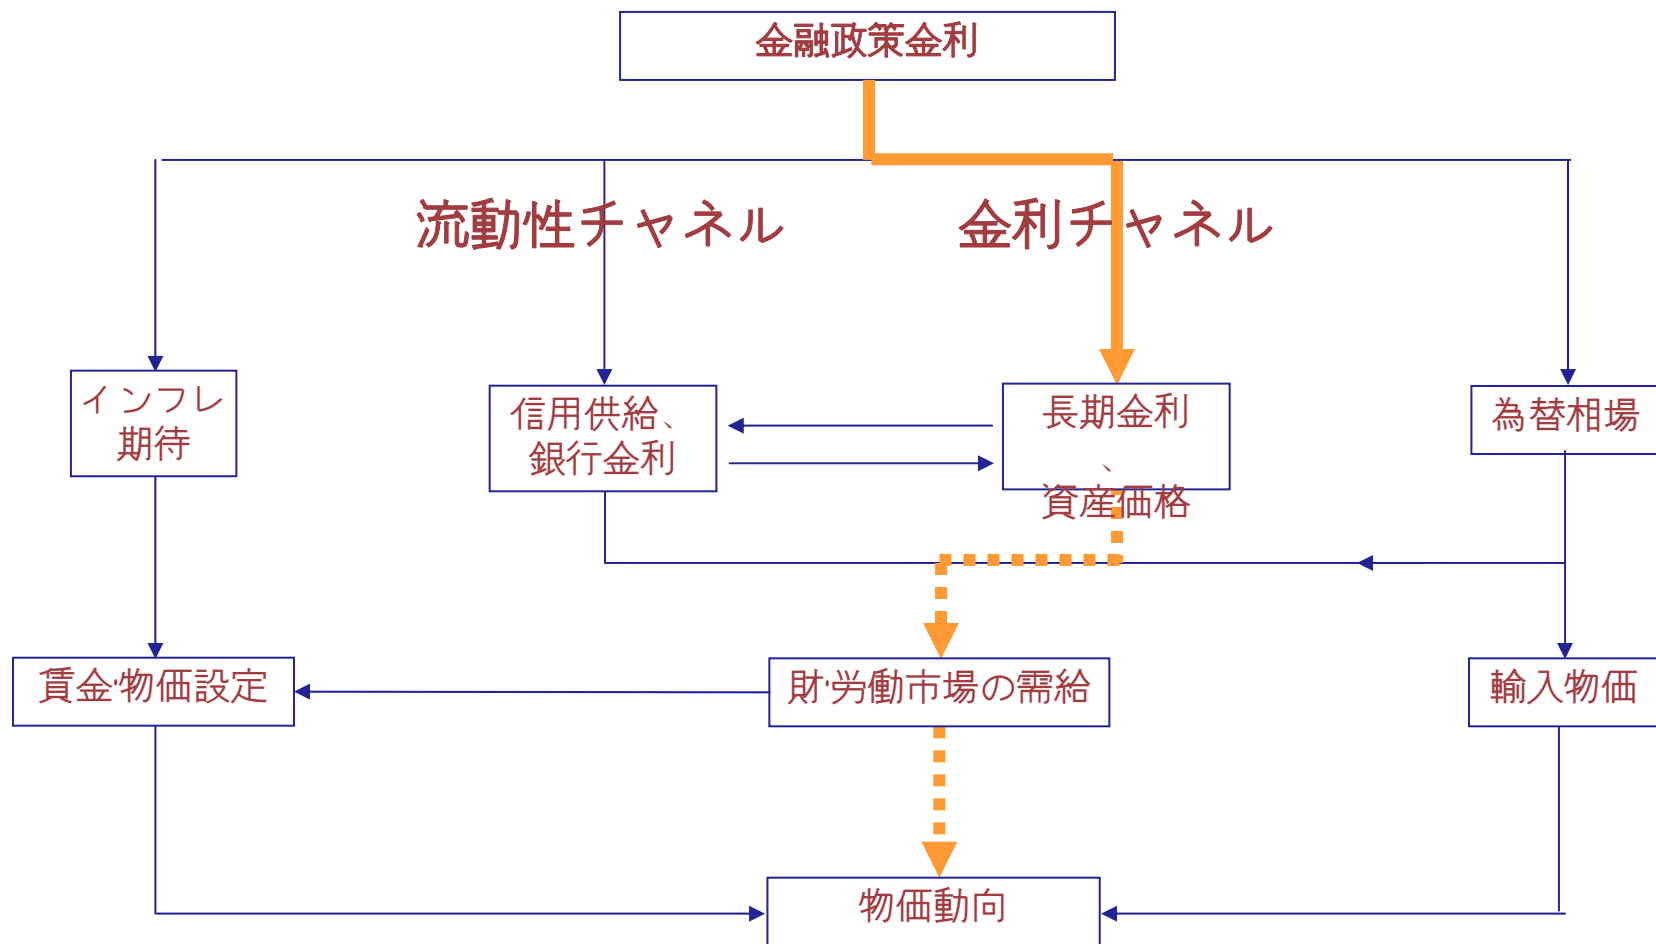 金融政策金利
流動性チャネル
金利チャネル
インフレ
期待
信用供給、
銀行金利
長期金利
、
資産価格
為替相場
賃金・物価設定
財・労働市場の需給
輸入物価
物価動向